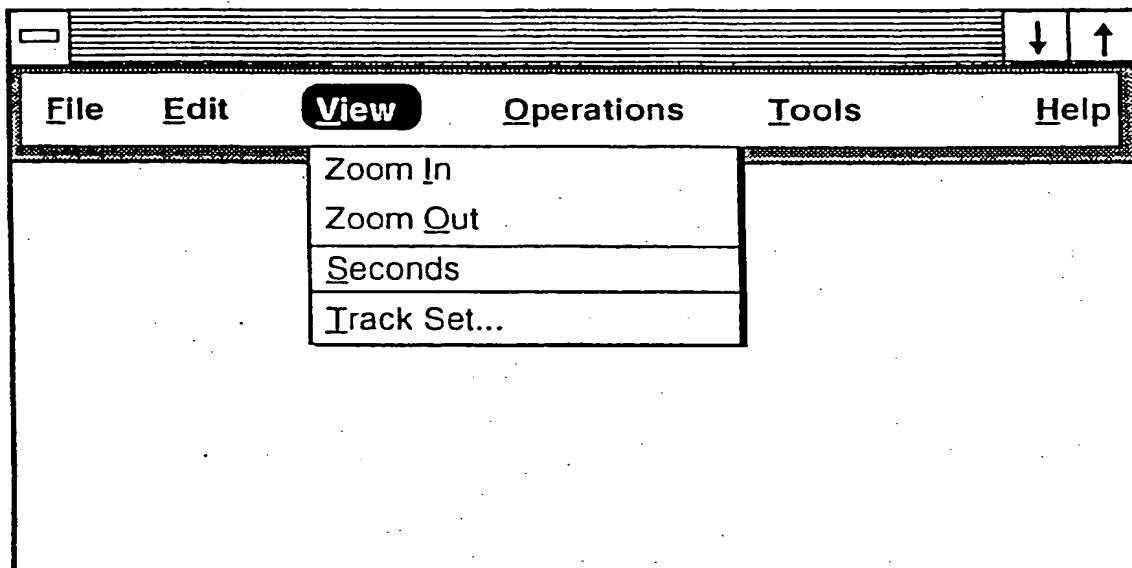 File Edit View Operations Tools Help
Zoom In
Zoom Out
Seconds
Track Set...